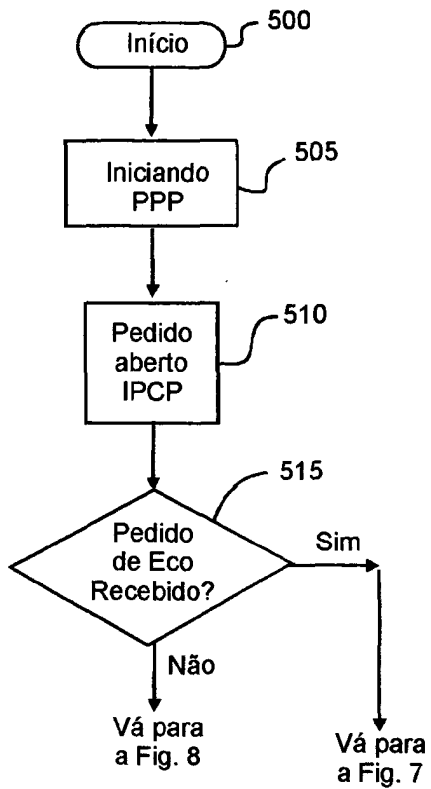 Início
500
Iniciando
PPP
505
Pedido
aberto
IPCP
510
515
Pedido
de Eco
Recebido?
Sim
Não
Vá para
a Fig. 8
Vá para
a Fig. 7